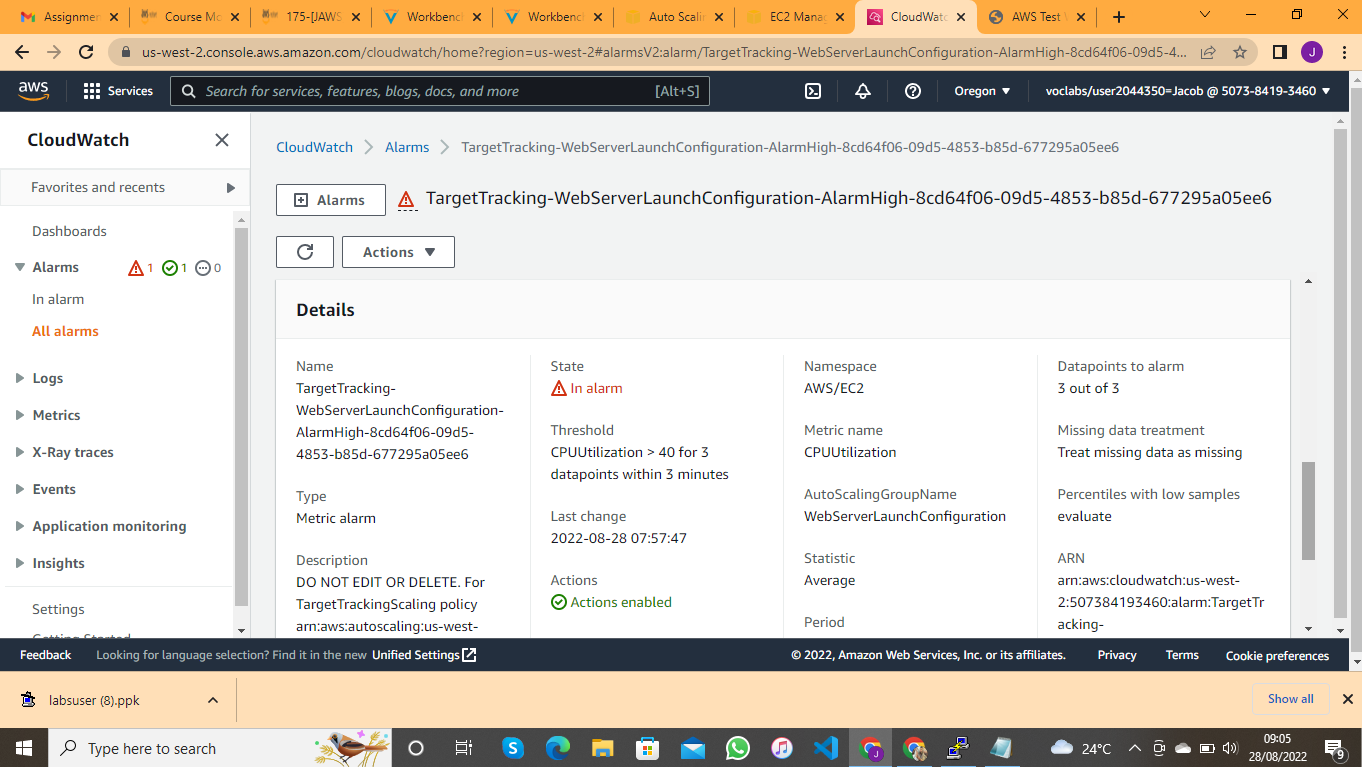 Assignmen
Course Mo
175-[JAWS
Workbenc
Workbenc
Auto Scalin
EC2 Manag
CloudWatc
AWS Test W
us-west-2.console.aws.amazon.com/cloudwatch/home?region=us-west-2#alarmsV2:alarm/TargetTracking-WebServerLaunchConfiguration-AlarmHigh-8cd64f06-09d5-4...
J
aws
Services
Search for services, features, blogs, docs, and more
[Alt+S]
Oregon
voclabs/user2044350=Jacob @ 5073-8419-3460
CloudWatch
Favorites and recents
Dashboards
Alarms
1
1
0
In alarm
All alarms
Logs
Metrics
X-Ray traces
Events
Application monitoring
Insights
Settings
Getting Started
CloudWatch
Alarms
TargetTracking-WebServerLaunchConfiguration-AlarmHigh-8cd64f06-09d5-4853-b85d-677295a05ee6
Alarms
TargetTracking-WebServerLaunchConfiguration-AlarmHigh-8cd64f06-09d5-4853-b85d-677295a05ee6
Actions
Details
Name
TargetTracking-
WebServerLaunchConfiguration-
AlarmHigh-8cd64f06-09d5-
4853-b85d-677295a05ee6
Type
Metric alarm
Description
DO NOT EDIT OR DELETE. For
TargetTrackingScaling policy
arn:aws:autoscaling:us-west-
State
In alarm
Threshold
CPUUtilization > 40 for 3
datapoints within 3 minutes
Last change
2022-08-28 07:57:47
Actions
Actions enabled
Namespace
AWS/EC2
Metric name
CPUUtilization
AutoScalingGroupName
WebServerLaunchConfiguration
Statistic
Average
Period
Datapoints to alarm
3 out of 3
Missing data treatment
Treat missing data as missing
Percentiles with low samples
evaluate
ARN
arn:aws:cloudwatch:us-west-
2:507384193460:alarm:TargetTr
acking-
Feedback
Looking for language selection? Find it in the new Unified Settings
© 2022, Amazon Web Services, Inc. or its affiliates.
Privacy
Terms
Cookie preferences
labsuser (8).ppk
Show all
Type here to search
J
24°C
09:05
28/08/2022
9